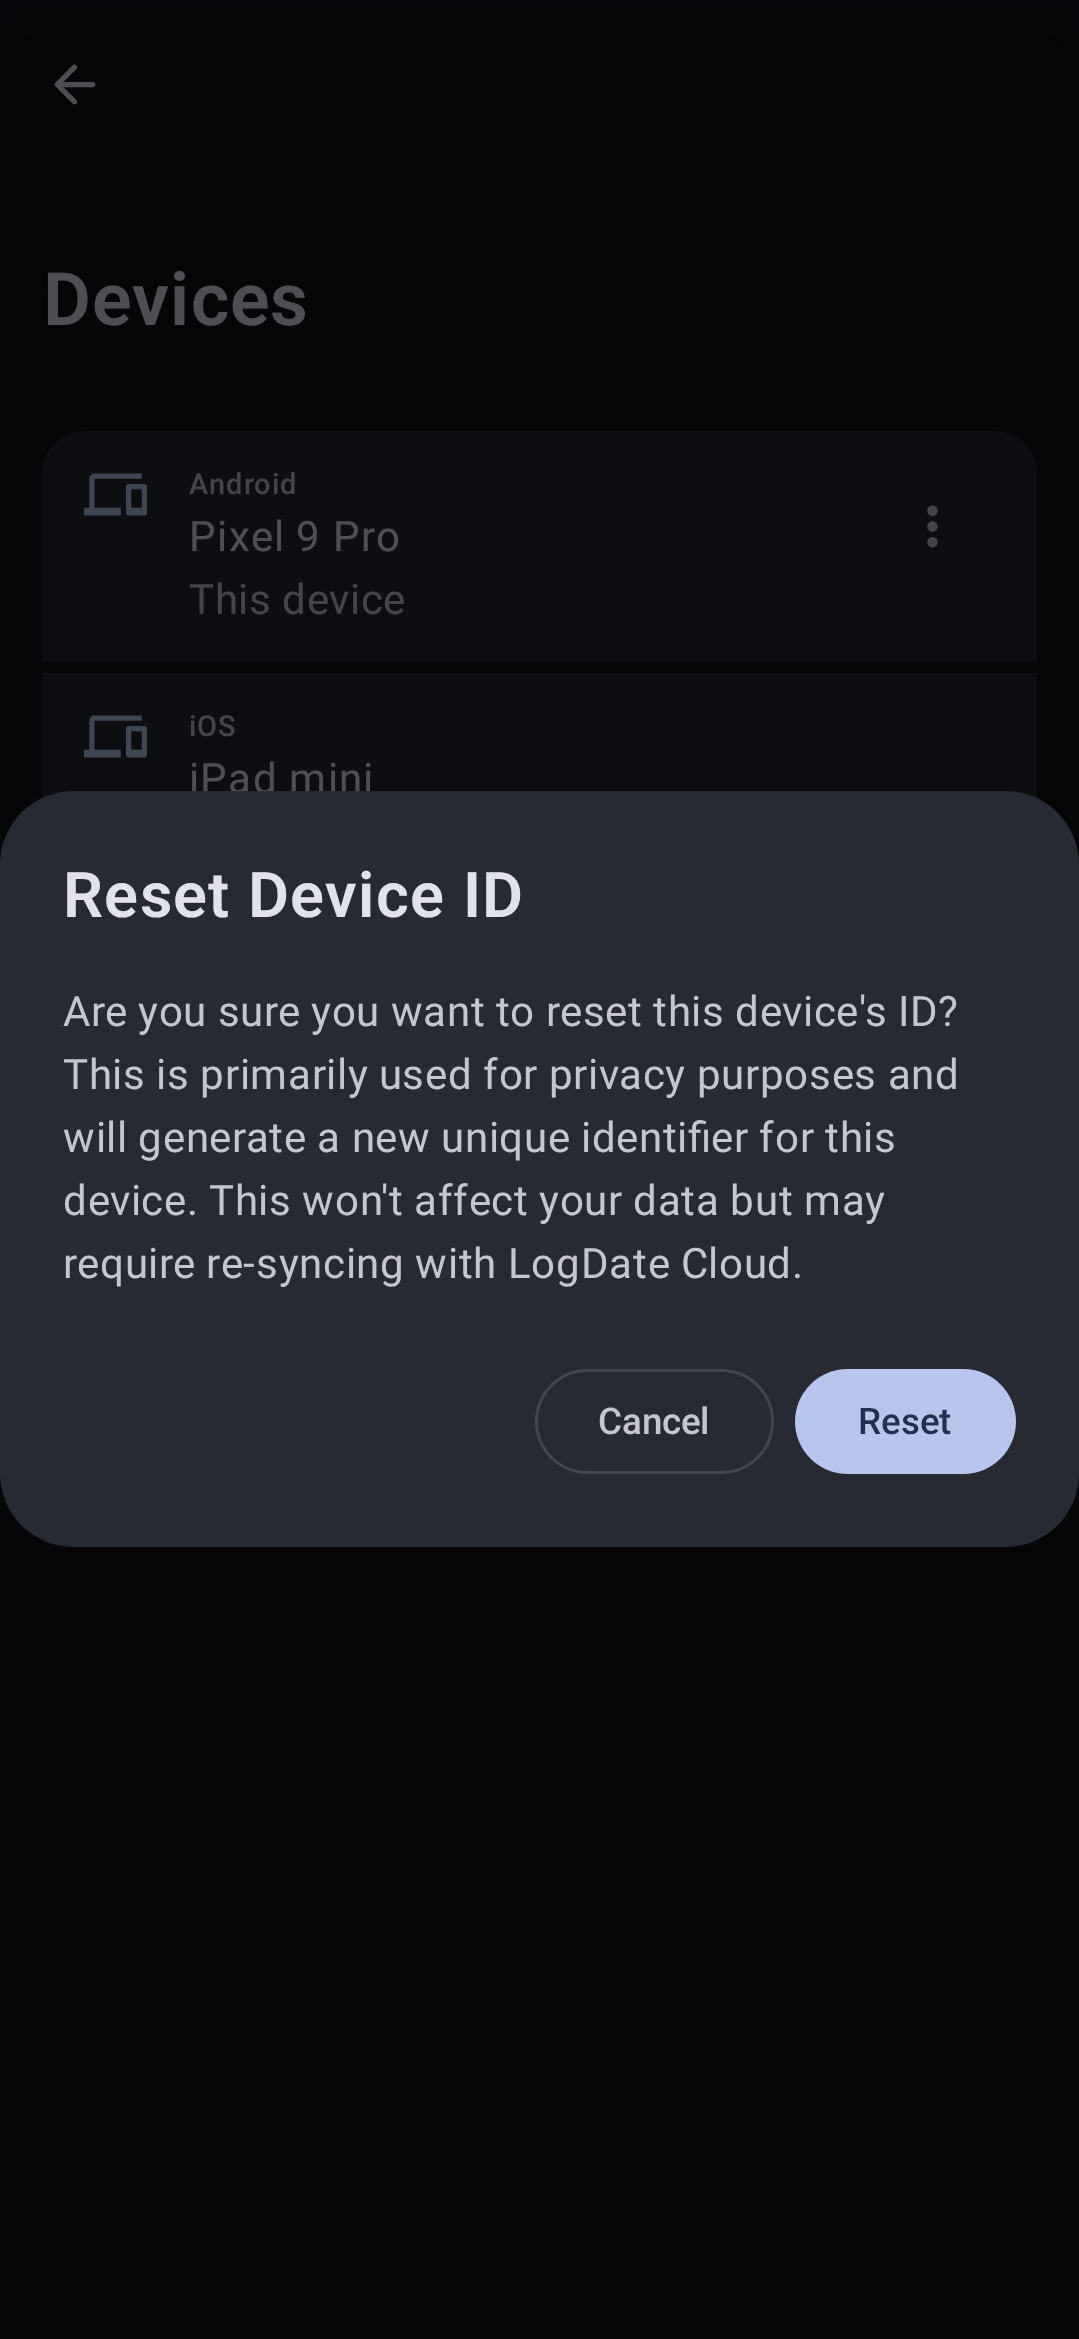 Devices
Android
Pixel 9 Pro
This device
iOS
iPad mini
Reset Device ID
Are you sure you want to reset this device's ID?
This is primarily used for privacy purposes and
will generate a new unique identifier for this
device. This won't affect your data but may
require re-syncing with LogDate Cloud.
Cancel
Reset